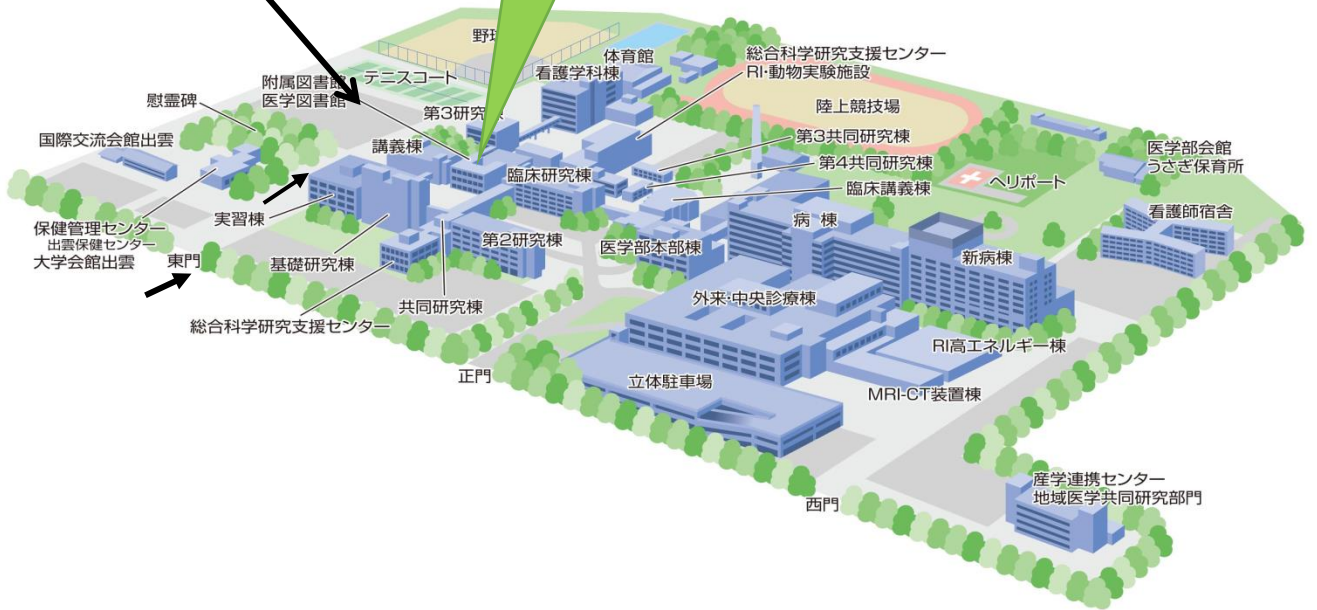 野球
体育館
総合科学研究支援センター
RI・動物実験施設
看護学科棟
附属図書館
医学図書館
テニスコート
慰霊碑
第3研究棟
陸上競技場
国際交流会館出雲
講義棟
第3共同研究棟
第4共同研究棟
医学部会館
うさぎ保育所
臨床研究棟
臨床講義棟
ヘリポート
実習棟
病棟
看護師宿舎
保健管理センター
出雲保健センター
大学会館出雲
東門
基礎研究棟
第2研究棟
医学部本部棟
新病棟
共同研究棟
外来・中央診療棟
総合科学研究支援センター
RI高エネルギー棟
正門
立体駐車場
MRI-CT装置棟
西門
産学連携センター
地域医学共同研究部門